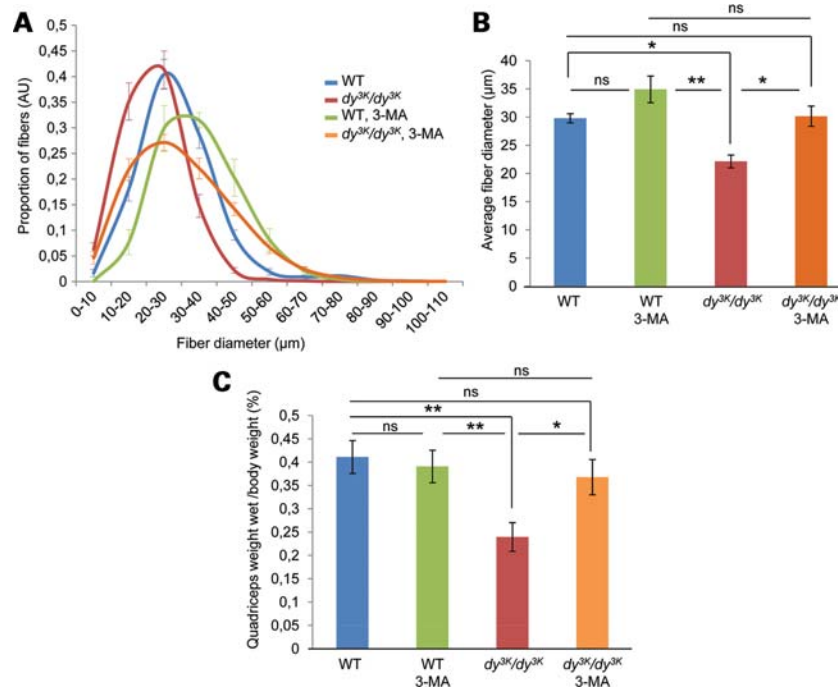 A
0,5
0,45
0,4
0,35
0,3
0,25
0,2
0,15
0,1
0,05
0
Proportion of fibers (AU)
0-10
10-20
20-30
30-40
40-50
50-60
60-70
70-80
80-90
90-100
100-110
Fiber diameter (µm)
WT
dy³ᴷ/dy³ᴷ
WT, 3-MA
dy³ᴷ/dy³ᴷ, 3-MA
B
ns
ns
*
ns
**
*
40
35
30
25
20
15
10
5
0
Average fiber diameter (µm)
WT
WT
3-MA
dy³ᴷ/dy³ᴷ
dy³ᴷ/dy³ᴷ
3-MA
C
ns
ns
**
ns
**
*
0,5
0,45
0,4
0,35
0,3
0,25
0,2
0,15
0,1
0,05
0
Quadriceps weight wet /body weight (%)
WT
WT
3-MA
dy³ᴷ/dy³ᴷ
dy³ᴷ/dy³ᴷ
3-MA